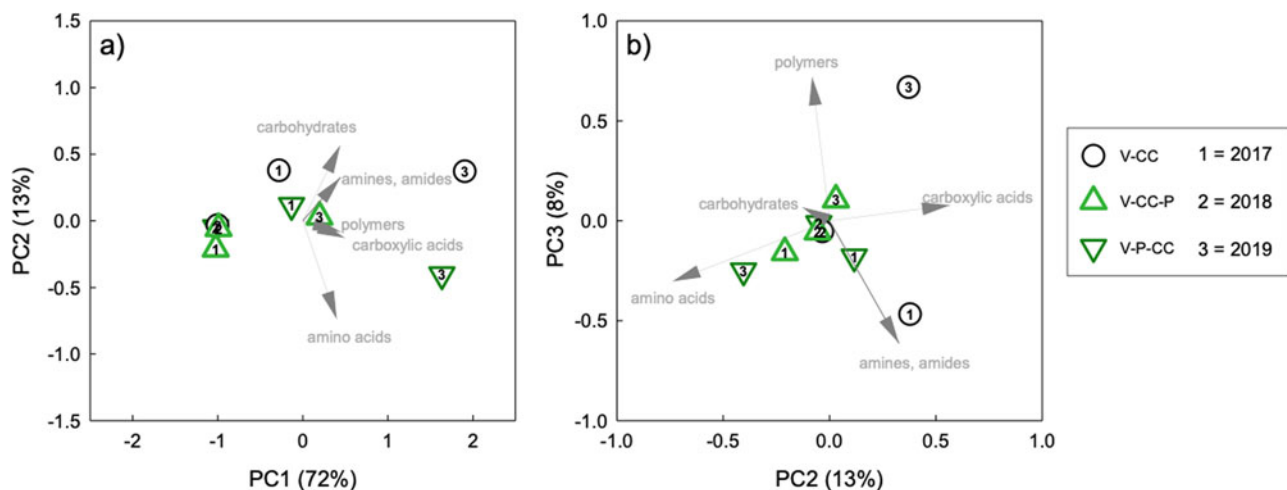 a)
1.5
1.0
0.5
0.0
-0.5
-1.0
-1.5
PC2 (13%)
-2
-1
0
1
2
PC1 (72%)
carbohydrates
amines, amides
polymers
carboxylic acids
amino acids
1
3
1
3
2
1
3
b)
1.0
0.5
0.0
-0.5
-1.0
PC3 (8%)
-1.0
-0.5
0.0
0.5
1.0
PC2 (13%)
polymers
3
carboxylic acids
carbohydrates
3
2
22
1
1
3
amino acids
1
amines, amides
V-CC 1 = 2017
V-CC-P 2 = 2018
V-P-CC 3 = 2019